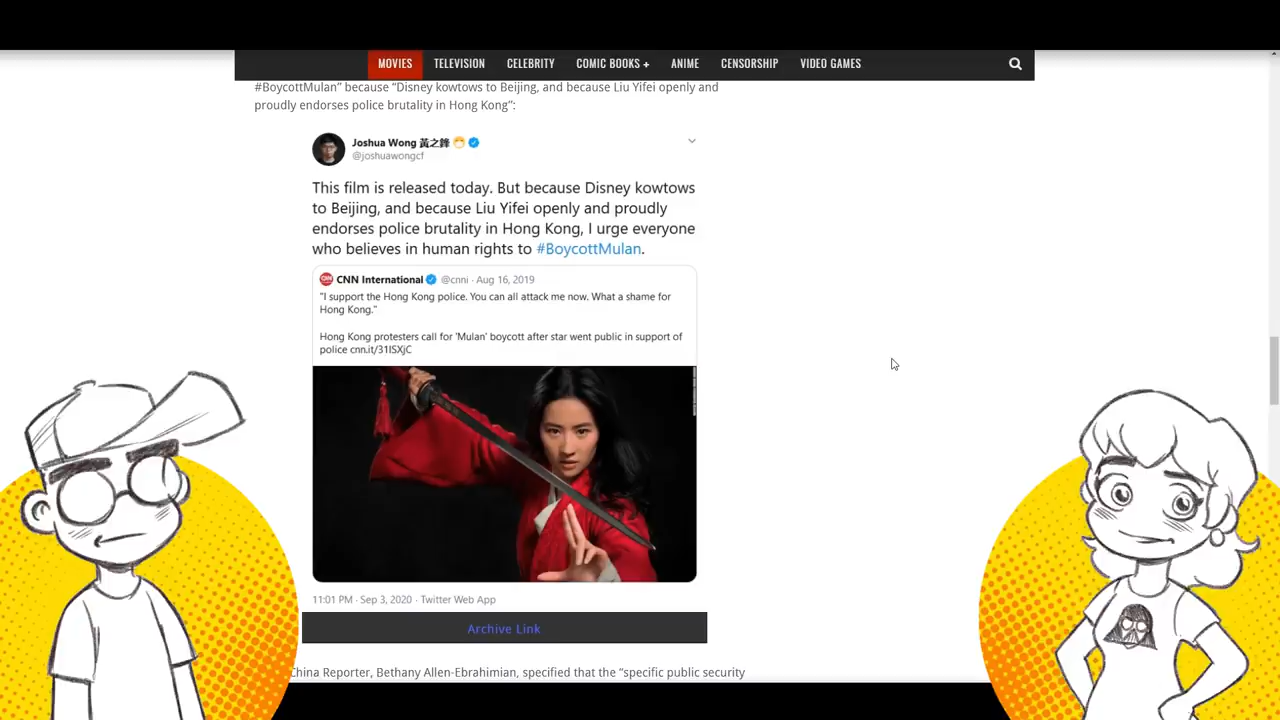 MOVIES TELEVISION CELEBRITY COMIC BOOKS + ANIME CENSORSHIP VIDEO GAMES
#BoycottMulan” because “Disney kowtows to Beijing, and because Liu Yifei openly and
proudly endorses police brutality in Hong Kong”:
Joshua Wong 黃之鋒
@joshuawongcf
This film is released today. But because Disney kowtows
to Beijing, and because Liu Yifei openly and proudly
endorses police brutality in Hong Kong, I urge everyone
who believes in human rights to #BoycottMulan.
CNN International @cnni · Aug 16, 2019
"I support the Hong Kong police. You can all attack me now. What a shame for
Hong Kong."
Hong Kong protesters call for 'Mulan' boycott after star went public in support of
police cnn.it/31ISXjC
11:01 PM · Sep 3, 2020 · Twitter Web App
Archive Link
China Reporter, Bethany Allen-Ebrahimian, specified that the “specific public security